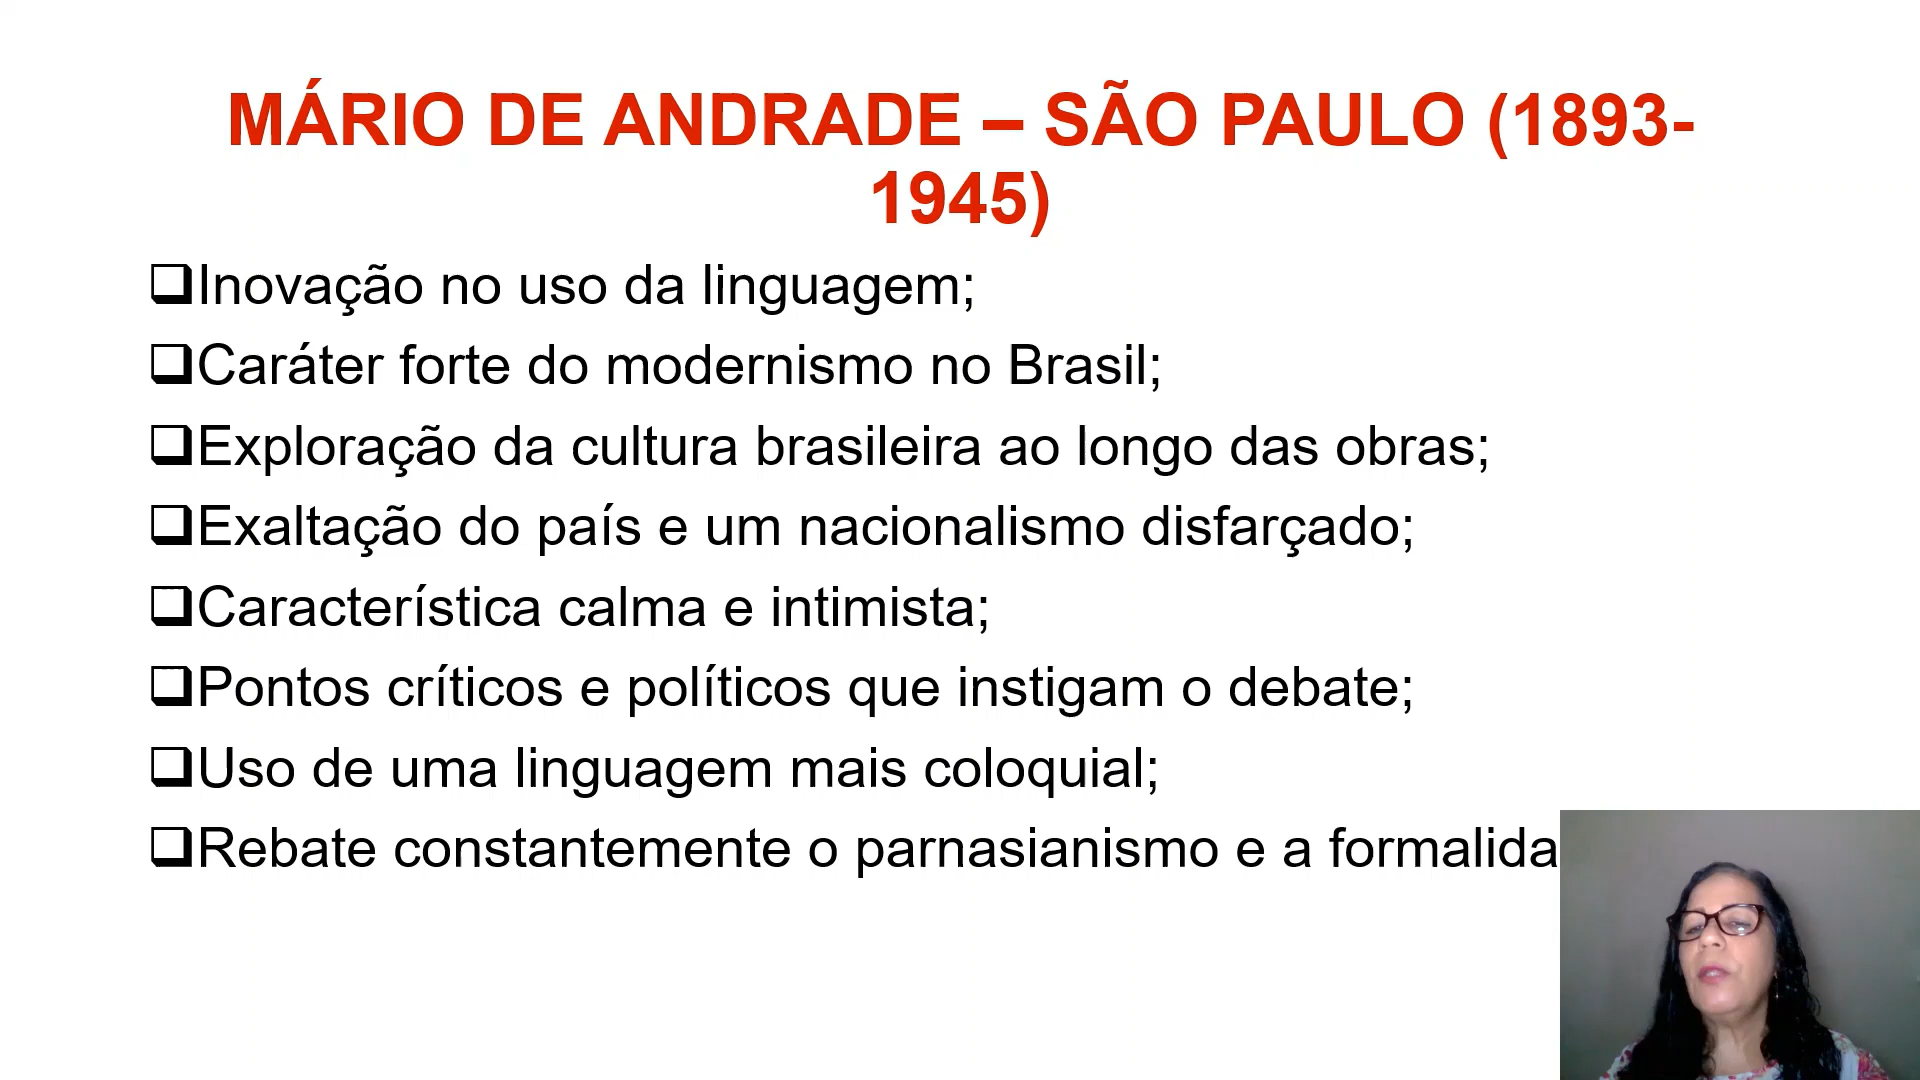 MÁRIO DE ANDRADE – SÃO PAULO (1893-
1945)
❑Inovação no uso da linguagem;
❑Caráter forte do modernismo no Brasil;
❑Exploração da cultura brasileira ao longo das obras;
❑Exaltação do país e um nacionalismo disfarçado;
❑Característica calma e intimista;
❑Pontos críticos e políticos que instigam o debate;
❑Uso de uma linguagem mais coloquial;
❑Rebate constantemente o parnasianismo e a formalida